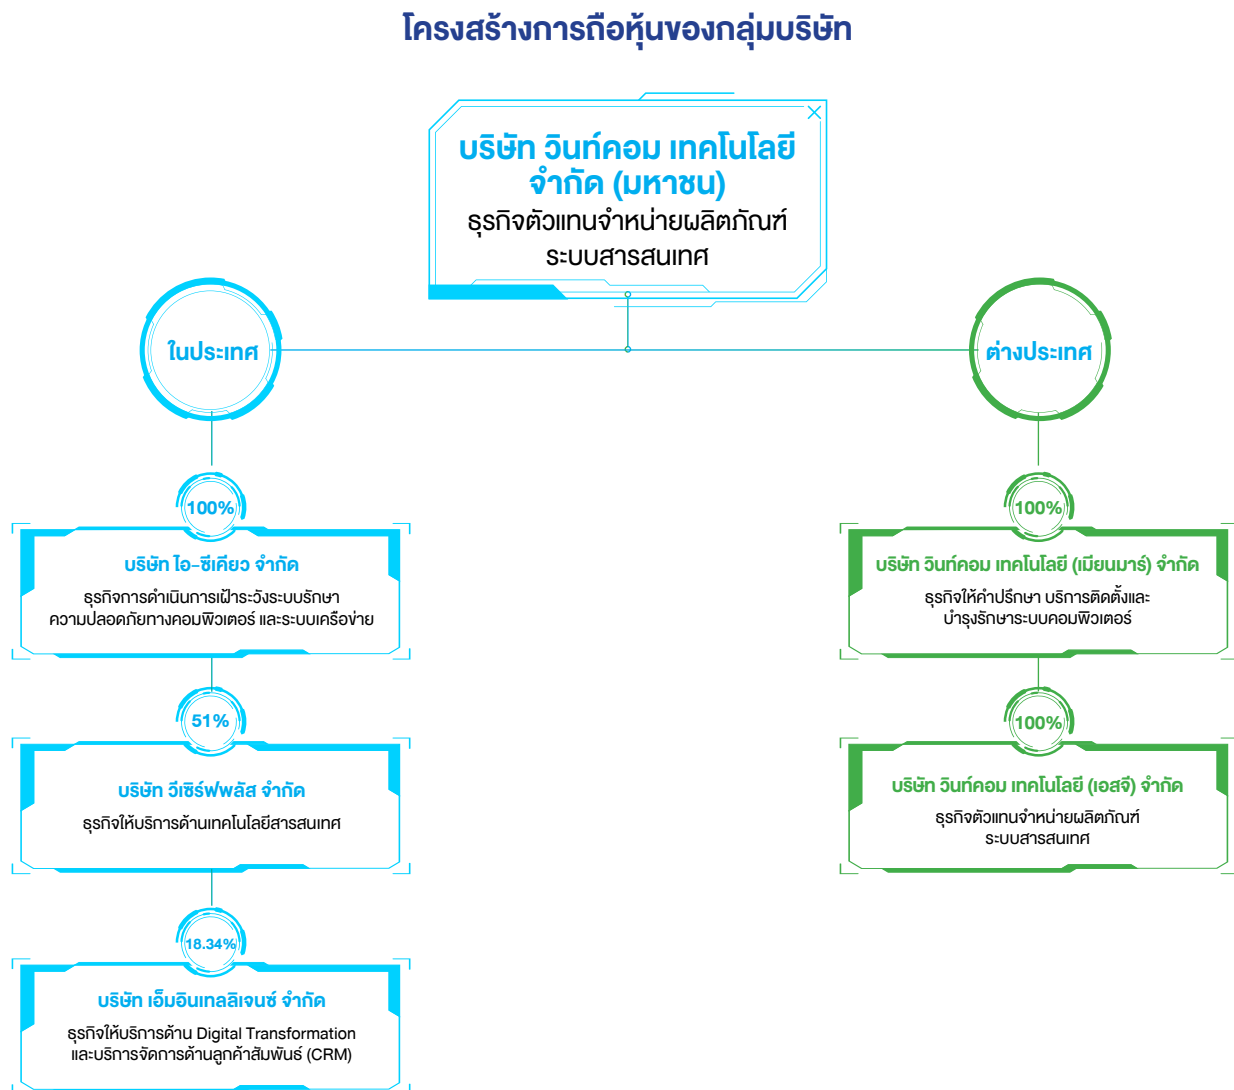 โครงสร้างการถือหุ้นของกลุ่มบริษัท
บริษัท วินท์คอม เทคโนโลยี
จำกัด (มหาชน)
ธุรกิจตัวแทนจำหน่ายผลิตภัณฑ์
ระบบสารสนเทศ
ในประเทศ
100%
บริษัท ไอ-ซีเคียว จำกัด
ธุรกิจการดำเนินการเฝ้าระวังระบบรักษา
ความปลอดภัยทางคอมพิวเตอร์ และระบบเครือข่าย
51%
บริษัท วีเซิร์ฟพลัส จำกัด
ธุรกิจให้บริการด้านเทคโนโลยีสารสนเทศ
18.34%
บริษัท เอ็มอินเทลลิเจนซ์ จำกัด
ธุรกิจให้บริการด้าน Digital Transformation
และบริการจัดการด้านลูกค้าสัมพันธ์ (CRM)
ต่างประเทศ
100%
บริษัท วินท์คอม เทคโนโลยี (เมียนมาร์) จำกัด
ธุรกิจให้คำปรึกษา บริการติดตั้งและ
บำรุงรักษาระบบคอมพิวเตอร์
100%
บริษัท วินท์คอม เทคโนโลยี (เอสจี) จำกัด
ธุรกิจตัวแทนจำหน่ายผลิตภัณฑ์
ระบบสารสนเทศ